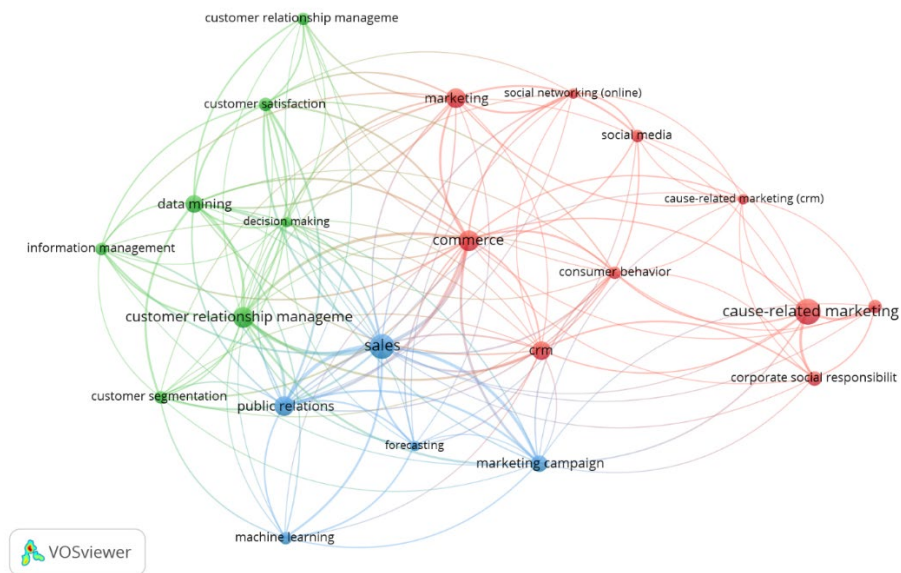 customer relationship manageme
customer satisfaction
marketing
social networking (online)
social media
data mining
decision making
cause-related marketing (crm)
information management
commerce
consumer behavior
customer relationship manageme
cause-related marketing
sales
crm
corporate social responsibilit
customer segmentation
public relations
forecasting
marketing campaign
machine learning
VOSviewer